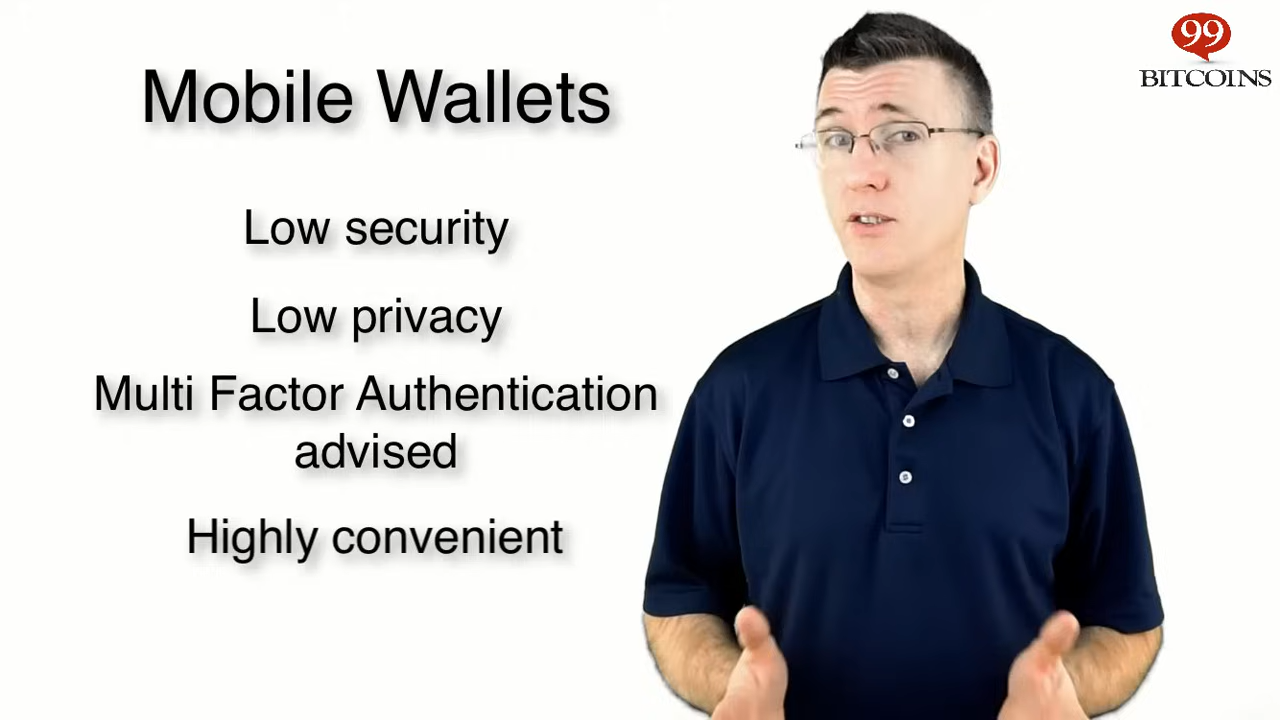 Mobile Wallets
99
BITCOINS
Low security
Low privacy
Multi Factor Authentication
advised
Highly convenient